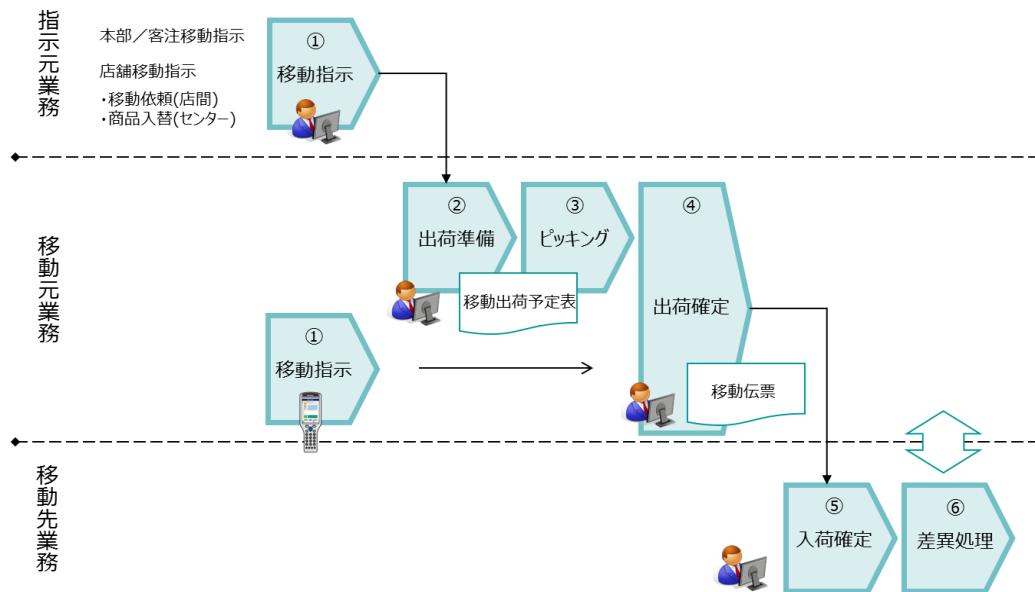 指示元業務
本部／客注移動指示
店舗移動指示
・移動依頼(店間)
・商品入替(センター)
①
移動指示
移動元業務
②
出荷準備
③
ピッキング
移動出荷予定表
④
出荷確定
移動伝票
①
移動指示
移動先業務
⑤
入荷確定
⑥
差異処理